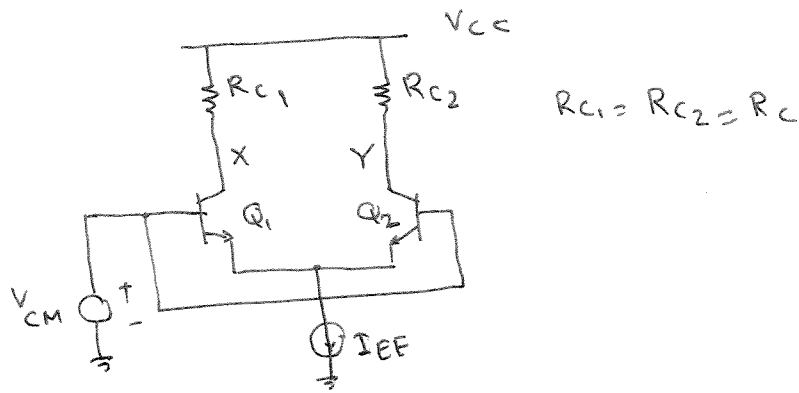 VCC
RC1
RC2
RC1 = RC2 = RC
X
Y
Q1
Q2
VCM
+
-
IEE